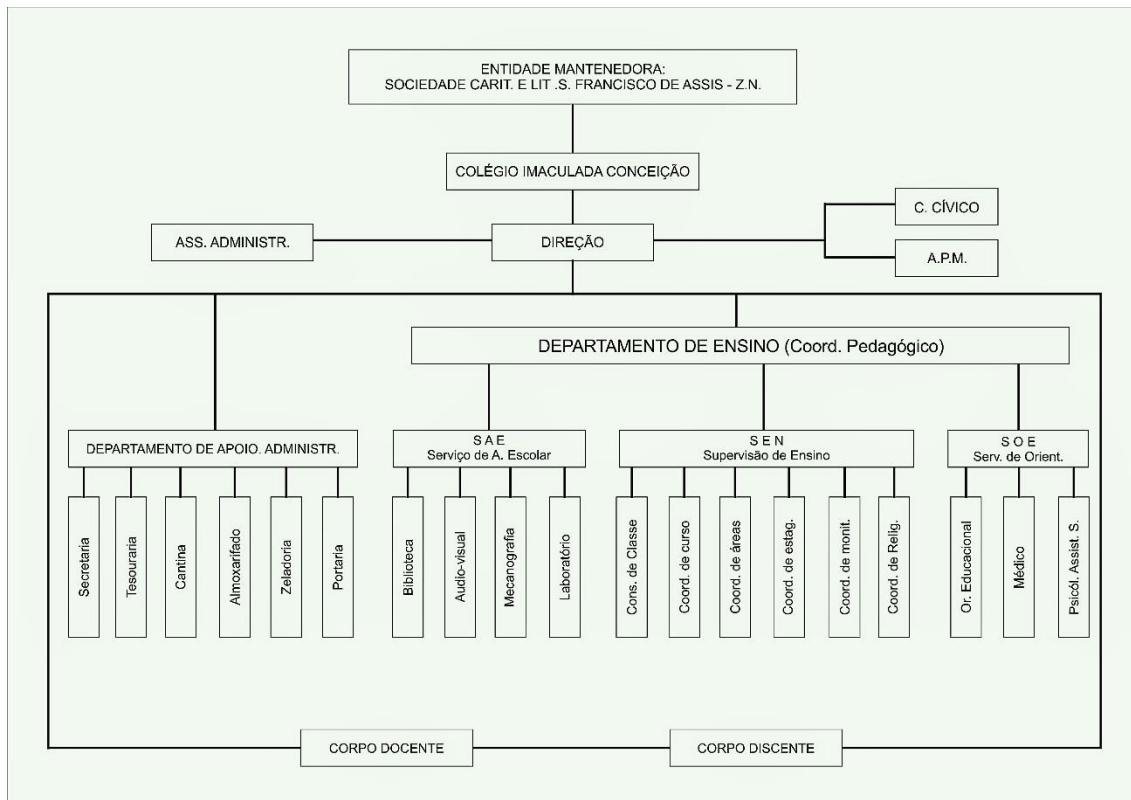 ENTIDADE MANTENEDORA:
SOCIEDADE CARIT. E LIT .S. FRANCISCO DE ASSIS - Z.N.
COLÉGIO IMACULADA CONCEIÇÃO
C. CÍVICO
ASS. ADMINISTR.
DIREÇÃO
A.P.M.
DEPARTAMENTO DE ENSINO (Coord. Pedagógico)
DEPARTAMENTO DE APOIO. ADMINISTR.
S A E
Serviço de A. Escolar
S E N
Supervisão de Ensino
S O E
Serv. de Orient.
Secretaria
Tesouraria
Cantina
Almoxarifado
Zeladoria
Portaria
Biblioteca
Audio-visual
Mecanografia
Laboratório
Cons. de Classe
Coord. de curso
Coord. de áreas
Coord. de estag.
Coord. de monit.
Coord. de Relig.
Or. Educacional
Médico
Psicól. Assist. S.
CORPO DOCENTE
CORPO DISCENTE